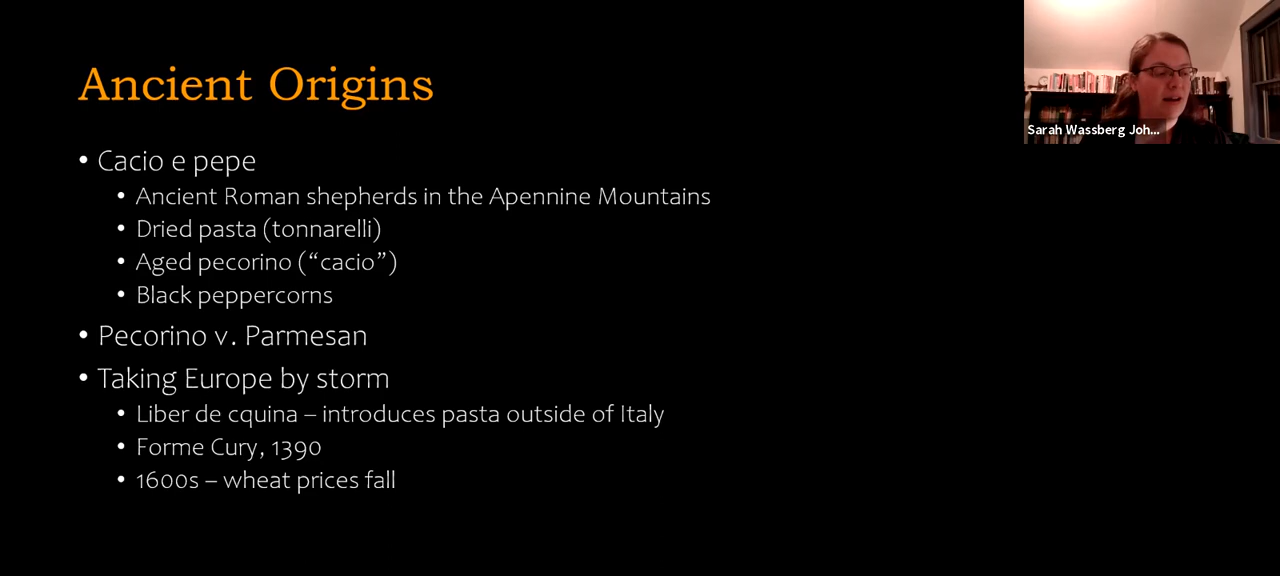 Ancient Origins
Sarah Wassberg Joh...
• Cacio e pepe
• Ancient Roman shepherds in the Apennine Mountains
• Dried pasta (tonnarelli)
• Aged pecorino (“cacio”)
• Black peppercorns
• Pecorino v. Parmesan
• Taking Europe by storm
• Liber de cquina – introduces pasta outside of Italy
• Forme Cury, 1390
• 1600s – wheat prices fall